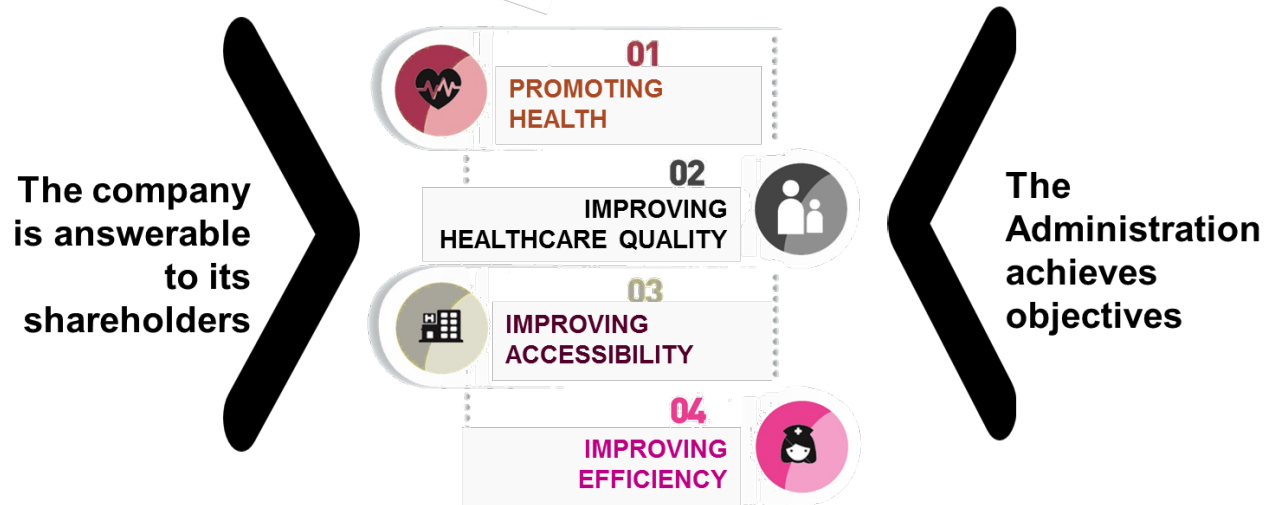 The company
is answerable
to its
shareholders
01
PROMOTING
HEALTH
02
IMPROVING
HEALTHCARE QUALITY
03
IMPROVING
ACCESSIBILITY
04
IMPROVING
EFFICIENCY
The
Administration
achieves
objectives